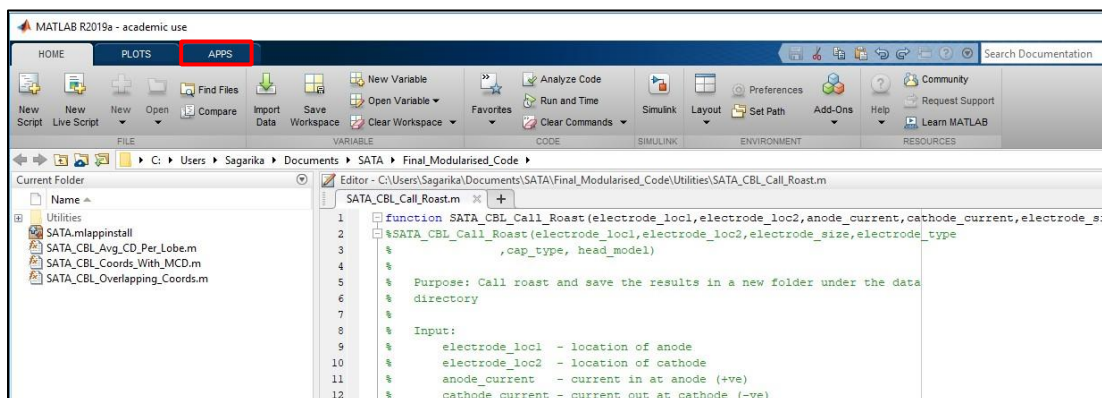 MATLAB R2019a - academic use
HOME PLOTS APPS Search Documentation
New Script New Live Script New Open Find Files Compare Import Data Save Workspace New Variable Open Variable Clear Workspace Favorites Analyze Code Run and Time Clear Commands Simulink Layout Preferences Set Path Add-Ons Help Community Request Support Learn MATLAB
FILE VARIABLE CODE SIMULINK ENVIRONMENT RESOURCES
C: Users Sagarika Documents SATA Final_Modularised_Code
Current Folder
Name
Utilities
SATA.mlappinstall
SATA_CBL_Avg_CD_Per_Lobe.m
SATA_CBL_Coords_With_MCD.m
SATA_CBL_Overlapping_Coords.m
Editor - C:\Users\Sagarika\Documents\SATA\Final_Modularised_Code\Utilities\SATA_CBL_Call_Roast.m
SATA_CBL_Call_Roast.m
1 function SATA_CBL_Call_Roast(electrode_loc1,electrode_loc2,anode_current,cathode_current,electrode_si
2 %SATA_CBL_Call_Roast(electrode_loc1,electrode_loc2,electrode_size,electrode_type
3 % ,cap_type, head_model)
4 %
5 % Purpose: Call roast and save the results in a new folder under the data
6 % directory
7 %
8 % Input:
9 % electrode_loc1 - location of anode
10 % electrode_loc2 - location of cathode
11 % anode_current - current in at anode (+ve)
12 % cathode_current - current out at cathode (-ve)